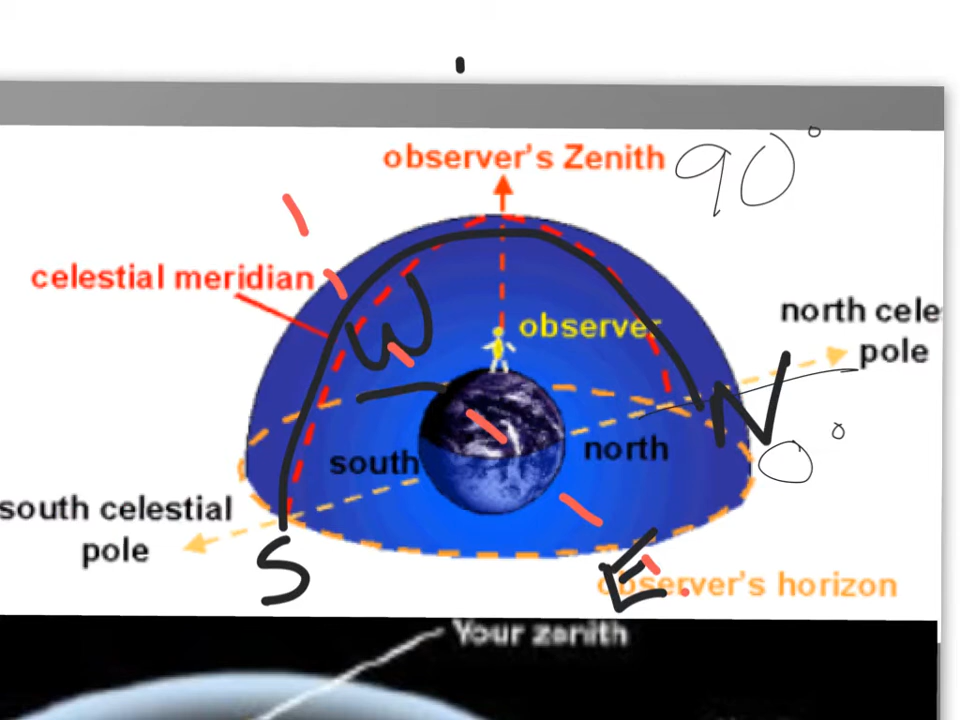 observer's Zenith
90°
celestial meridian
W
observer
north cele
pole
N
south
north
0°
south celestial
pole
S
E
observer's horizon
Your zenith